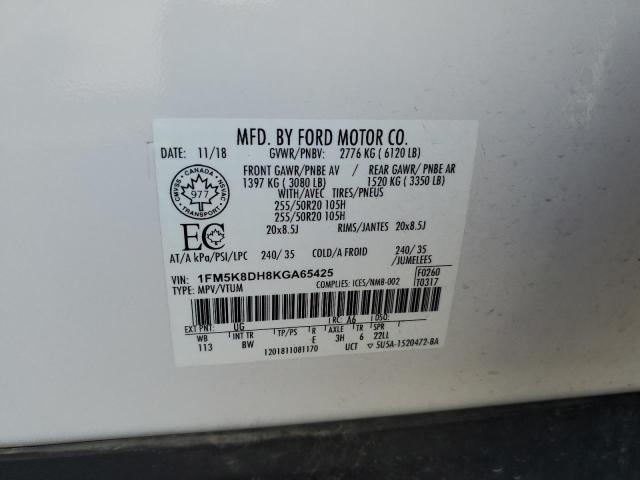 MFD. BY FORD MOTOR CO.
DATE: 11/18 GVWR/PNBV: 2776 KG ( 6120 LB)
FRONT GAWR/PNBE AV / REAR GAWR/ PNBE AR
1397 KG ( 3080 LB) 1520 KG ( 3350 LB)
WITH/AVEC TIRES/PNEUS
255/50R20 105H
255/50R20 105H
20x8.5J RIMS/JANTES 20x8.5J
CANADA
CMVSS NSVAC
977
TRANSPORT
EC
AT/A kPa/PSI/LPC 240/ 35 COLD/A FROID 240/ 35
/JUMELEES
VIN: 1FM5K8DH8KGA65425 F0260
TYPE: MPV/VTUM COMPLIES: ICES/NMB-002 T0317
EXT PNT: UG RC: A6 DSO:
WB INT TR TP/PS R AXLE TR SPR
113 BW E 3H 6 22LL
1201811081170 UCT 5U5A-1520472-BA